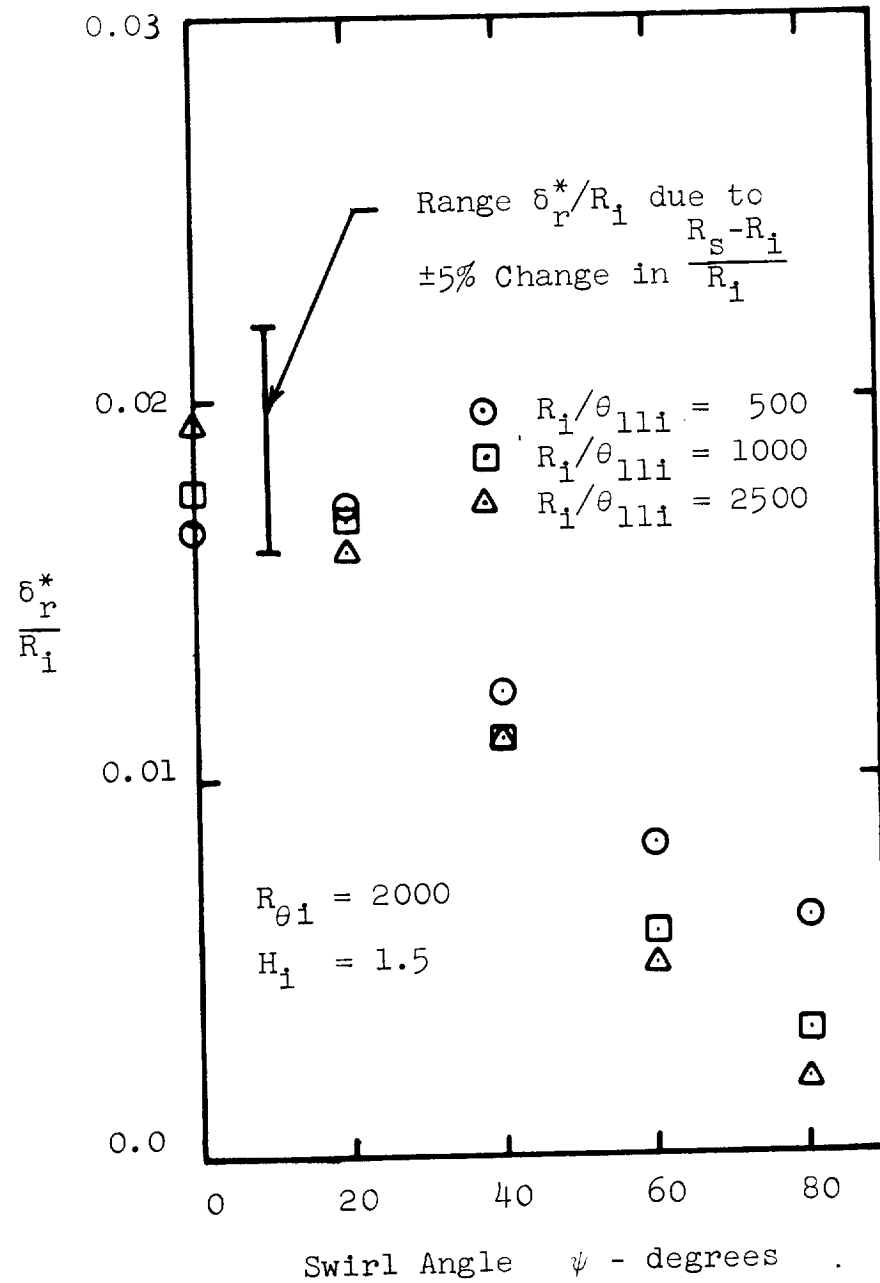 0.03
Range δ*r/Ri due to
±5% Change in Rs-Ri
Ri
0.02
Ri/θ11i = 500
Ri/θ11i = 1000
Ri/θ11i = 2500
δ*r
Ri
0.01
Rθi = 2000
Hi = 1.5
0.0
0 20 40 60 80
Swirl Angle ψ - degrees